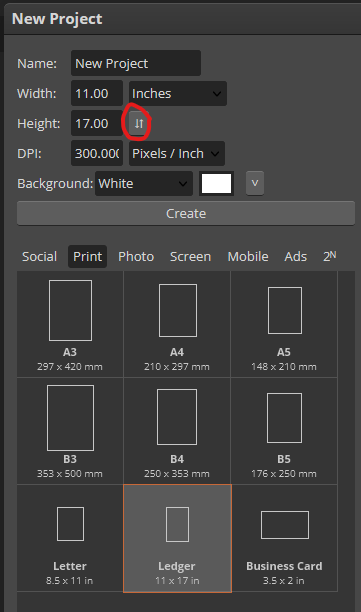 New Project
Name: New Project
Width: 11.00 Inches
Height: 17.00
DPI: 300.000 Pixels / Inch
Background: White
Create
Social Print Photo Screen Mobile Ads 2ᴺ
A3 A4 A5
297 x 420 mm 210 x 297 mm 148 x 210 mm
B3 B4 B5
353 x 500 mm 250 x 353 mm 176 x 250 mm
Letter Ledger Business Card
8.5 x 11 in 11 x 17 in 3.5 x 2 in